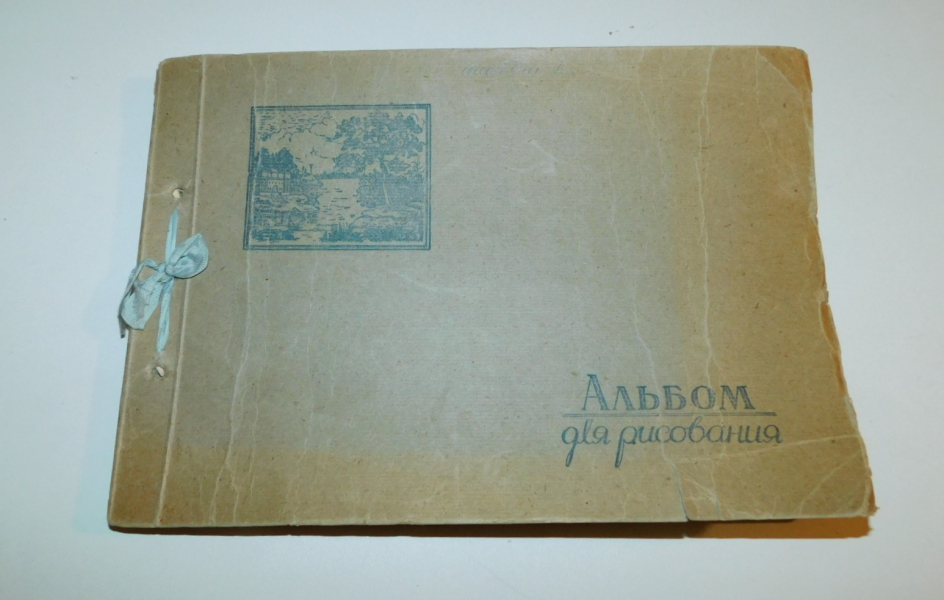 Альбом
для рисования